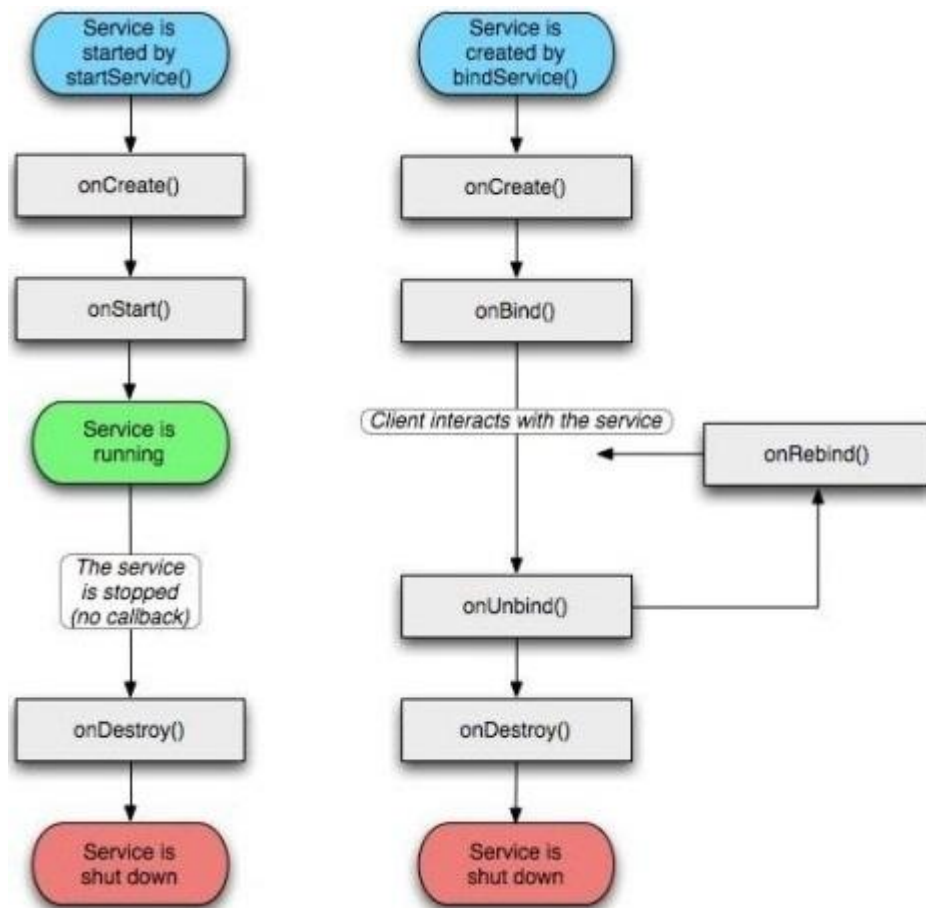 Service is
started by
startService()
onCreate()
onStart()
Service is
running
The service
is stopped
(no callback)
onDestroy()
Service is
shut down
Service is
created by
bindService()
onCreate()
onBind()
Client interacts with the service
onRebind()
onUnbind()
onDestroy()
Service is
shut down